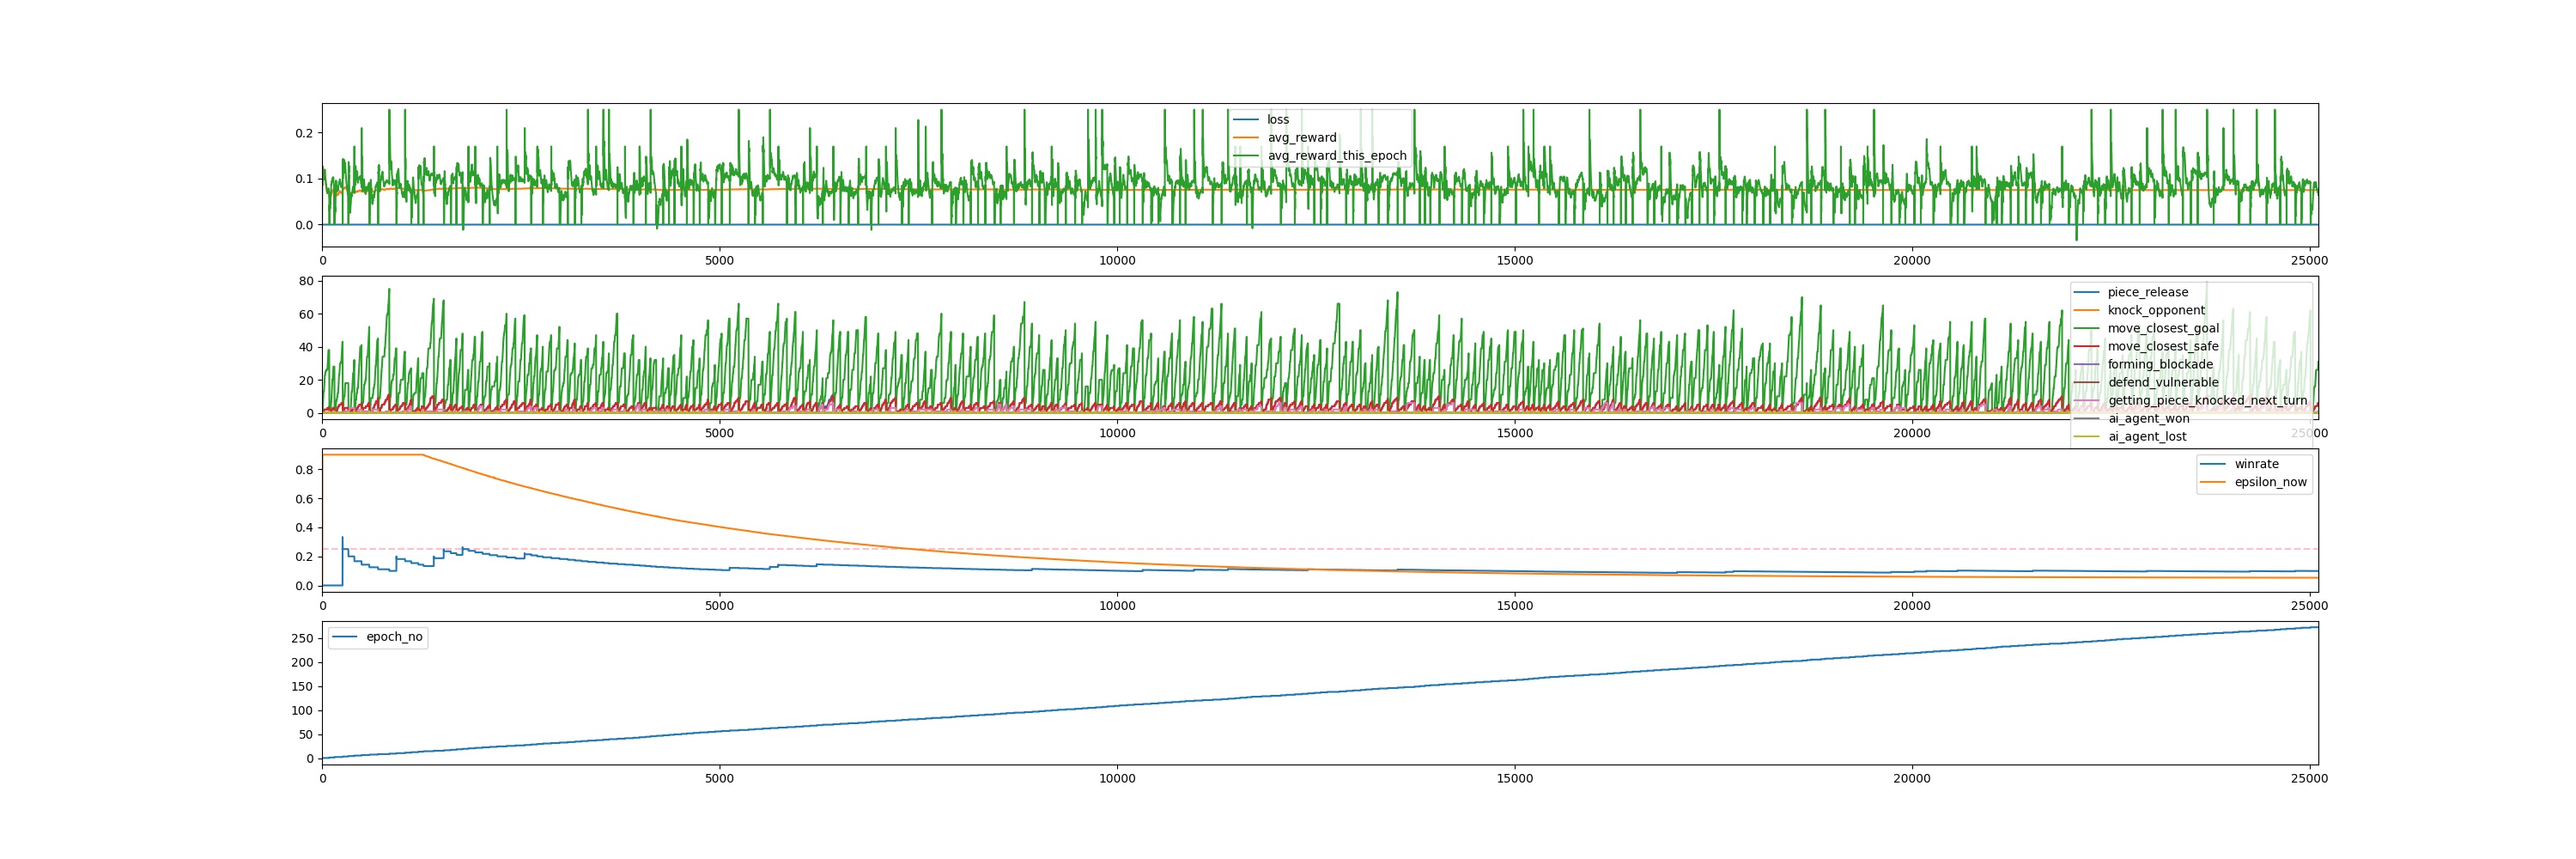 0.2
0.1
0.0
loss
avg_reward
avg_reward_this_epoch
0 5000 10000 15000 20000 25000
80
60
40
20
0
piece_release
knock_opponent
move_closest_goal
move_closest_safe
forming_blockade
defend_vulnerable
getting_piece_knocked_next_turn
ai_agent_won
ai_agent_lost
0 5000 10000 15000 20000 25000
0.8
0.6
0.4
0.2
0.0
winrate
epsilon_now
0 5000 10000 15000 20000 25000
250
200
150
100
50
0
epoch_no
0 5000 10000 15000 20000 25000